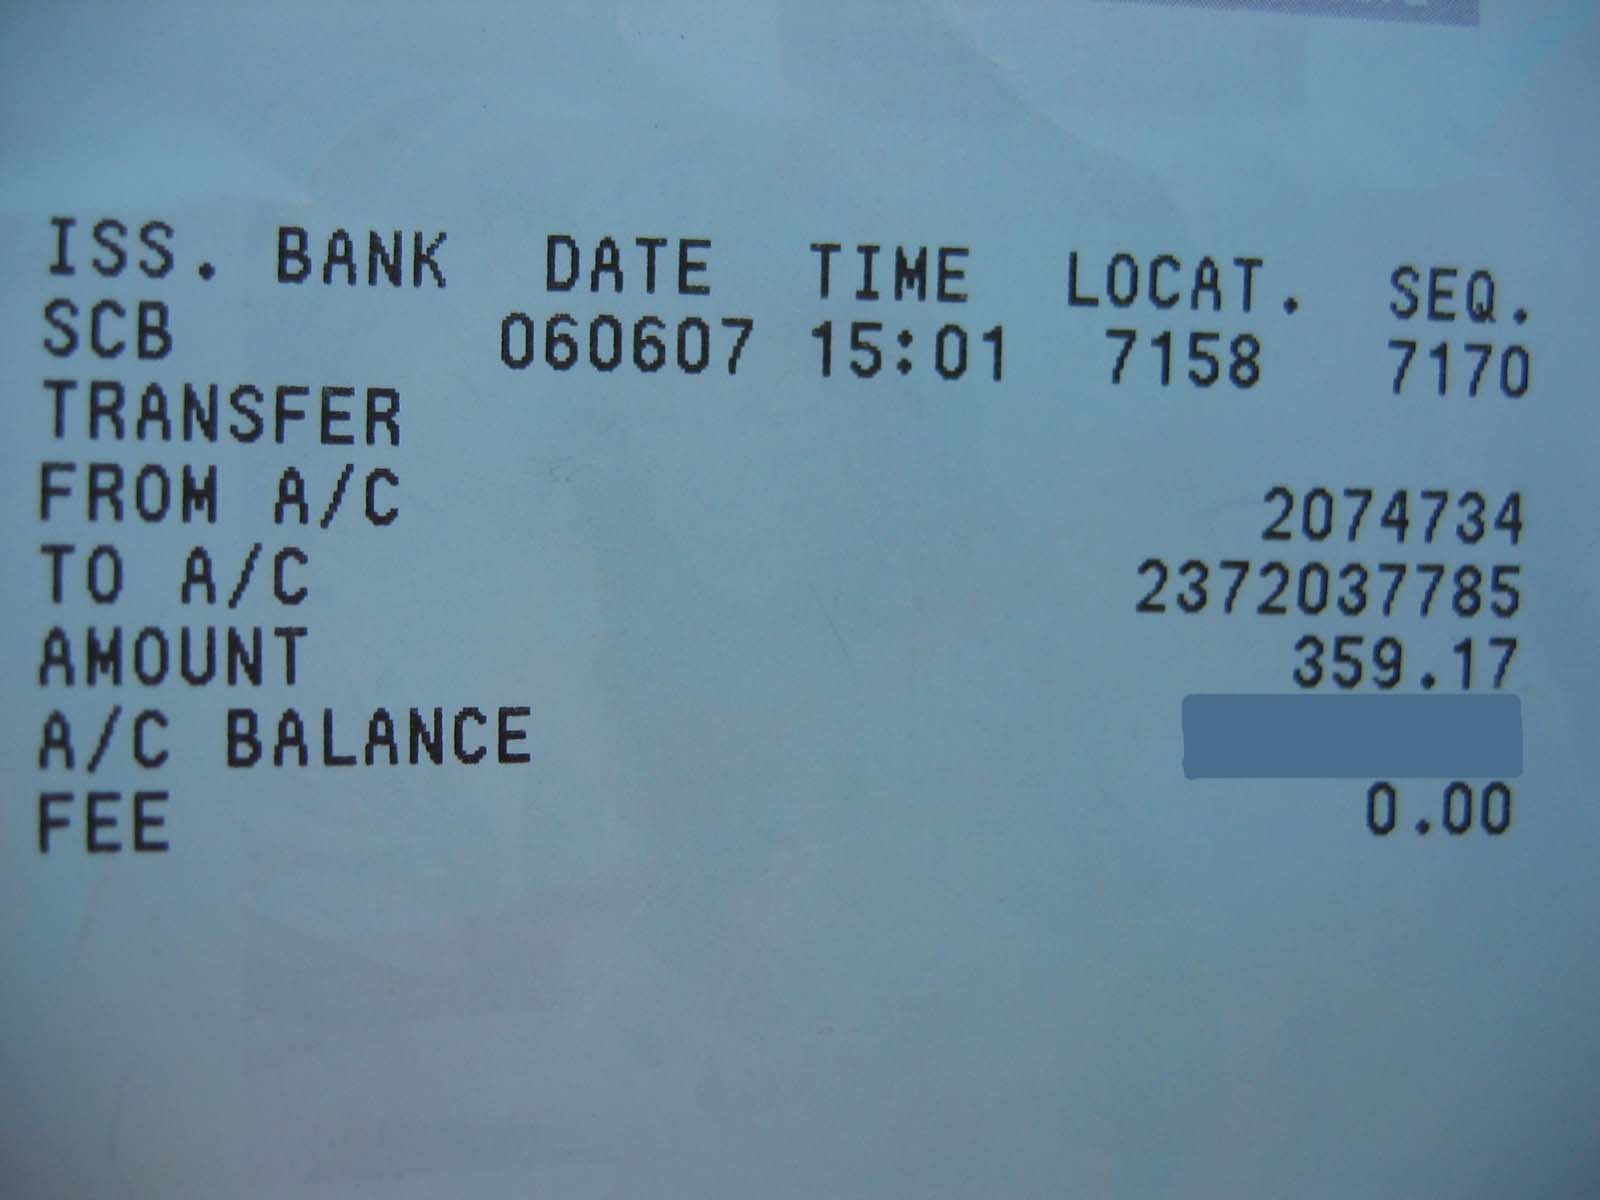 ISS. BANK DATE TIME LOCAT. SEQ.
SCB 060607 15:01 7158 7170
TRANSFER
FROM A/C 2074734
TO A/C 2372037785
AMOUNT 359.17
A/C BALANCE
FEE 0.00